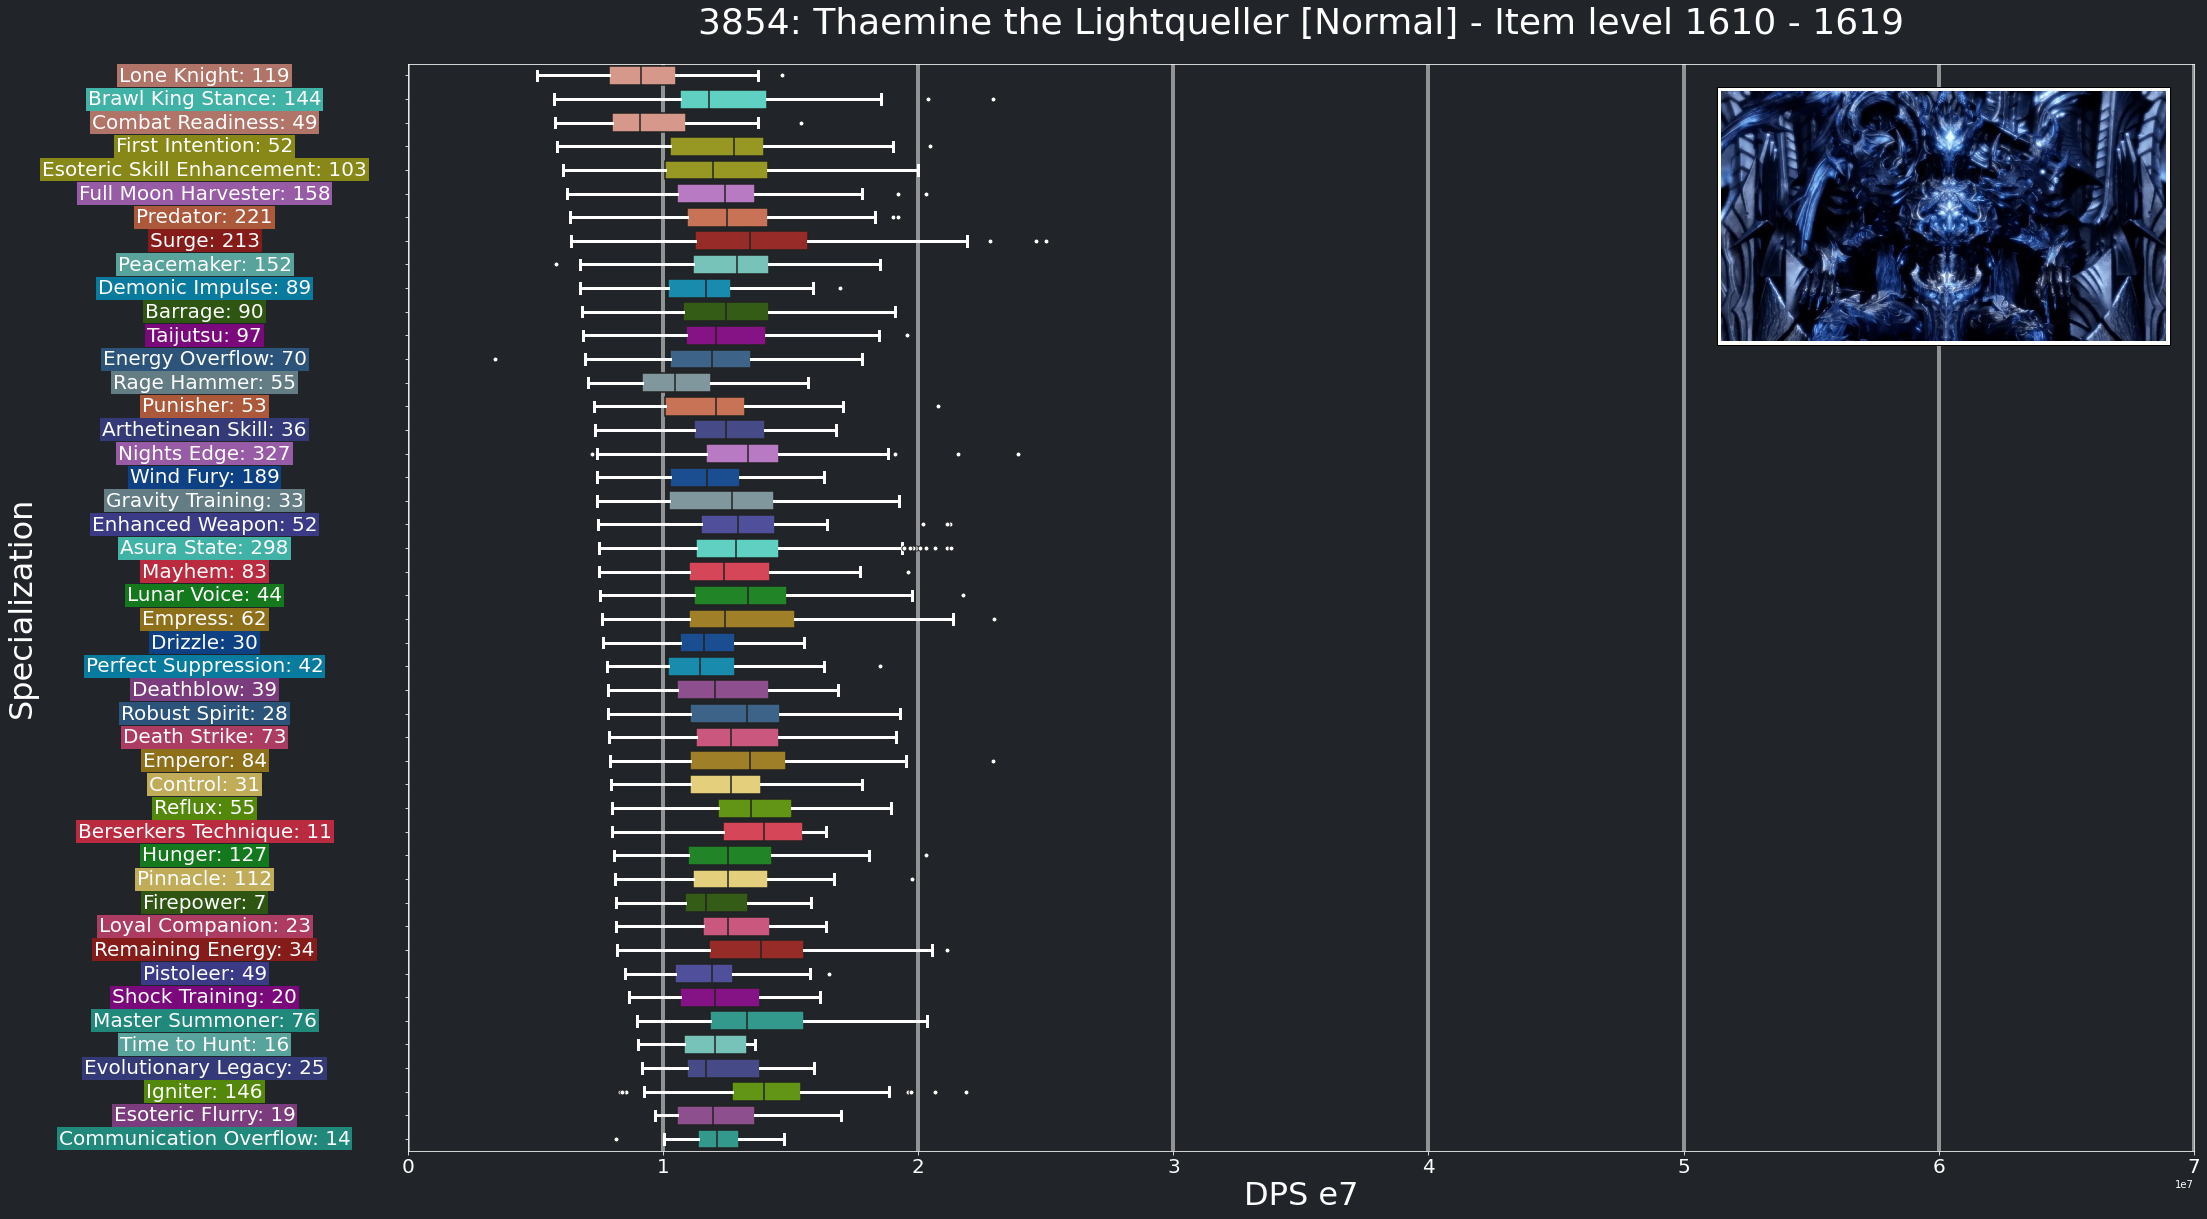 3854: Thaemine the Lightqueller [Normal] - Item level 1610 - 1619
Specialization
Lone Knight: 119
Brawl King Stance: 144
Combat Readiness: 49
First Intention: 52
Esoteric Skill Enhancement: 103
Full Moon Harvester: 158
Predator: 221
Surge: 213
Peacemaker: 152
Demonic Impulse: 89
Barrage: 90
Taijutsu: 97
Energy Overflow: 70
Rage Hammer: 55
Punisher: 53
Arthetinean Skill: 36
Nights Edge: 327
Wind Fury: 189
Gravity Training: 33
Enhanced Weapon: 52
Asura State: 298
Mayhem: 83
Lunar Voice: 44
Empress: 62
Drizzle: 30
Perfect Suppression: 42
Deathblow: 39
Robust Spirit: 28
Death Strike: 73
Emperor: 84
Control: 31
Reflux: 55
Berserkers Technique: 11
Hunger: 127
Pinnacle: 112
Firepower: 7
Loyal Companion: 23
Remaining Energy: 34
Pistoleer: 49
Shock Training: 20
Master Summoner: 76
Time to Hunt: 16
Evolutionary Legacy: 25
Igniter: 146
Esoteric Flurry: 19
Communication Overflow: 14
0 1 2 3 4 5 6 7
DPS e7
1e7